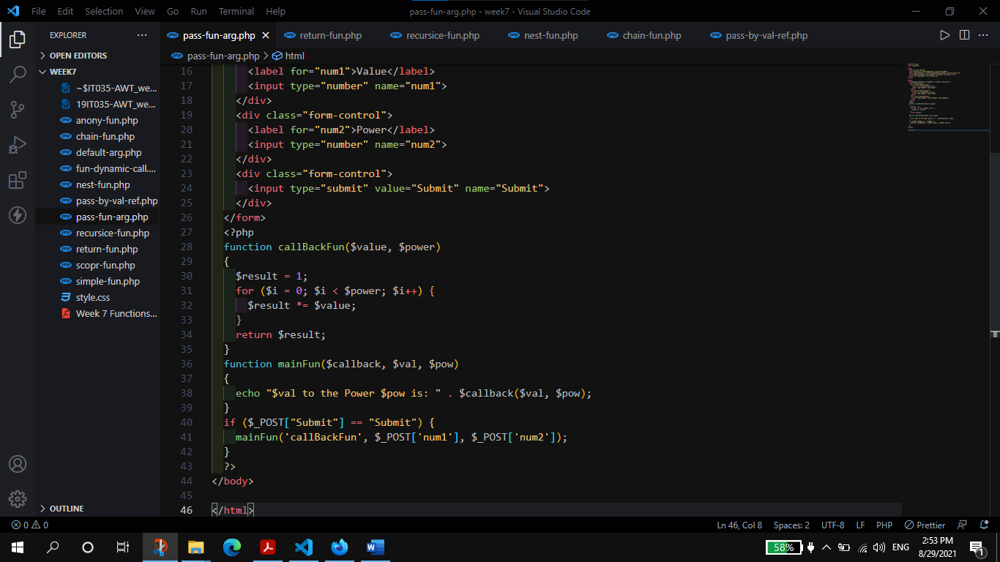 File Edit Selection View Go Run Terminal Help
pass-fun-arg.php - week7 - Visual Studio Code
EXPLORER
OPEN EDITORS
WEEK7
~$IT035-AWT_we...
19IT035-AWT_we...
anony-fun.php
chain-fun.php
default-arg.php
fun-dynamic-call....
nest-fun.php
pass-by-val-ref.php
pass-fun-arg.php
recursice-fun.php
return-fun.php
scopr-fun.php
simple-fun.php
style.css
Week 7 Functions...
OUTLINE
pass-fun-arg.php return-fun.php recursice-fun.php nest-fun.php chain-fun.php pass-by-val-ref.php
pass-fun-arg.php > html
16 <label for="num1">Value</label>
17 <input type="number" name="num1">
18 </div>
19 <div class="form-control">
20 <label for="num2">Power</label>
21 <input type="number" name="num2">
22 </div>
23 <div class="form-control">
24 <input type="submit" value="Submit" name="Submit">
25 </div>
26 </form>
27 <?php
28 function callBackFun($value, $power)
29 {
30 $result = 1;
31 for ($i = 0; $i < $power; $i++) {
32 $result *= $value;
33 }
34 return $result;
35 }
36 function mainFun($callback, $val, $pow)
37 {
38 echo "$val to the Power $pow is: " . $callback($val, $pow);
39 }
40 if ($_POST["Submit"] == "Submit") {
41 mainFun('callBackFun', $_POST['num1'], $_POST['num2']);
42 }
43 ?>
44 </body>
45
46 </html>
0 0 Ln 46, Col 8 Spaces: 2 UTF-8 LF PHP Prettier
58% ENG
2:53 PM
8/29/2021
1